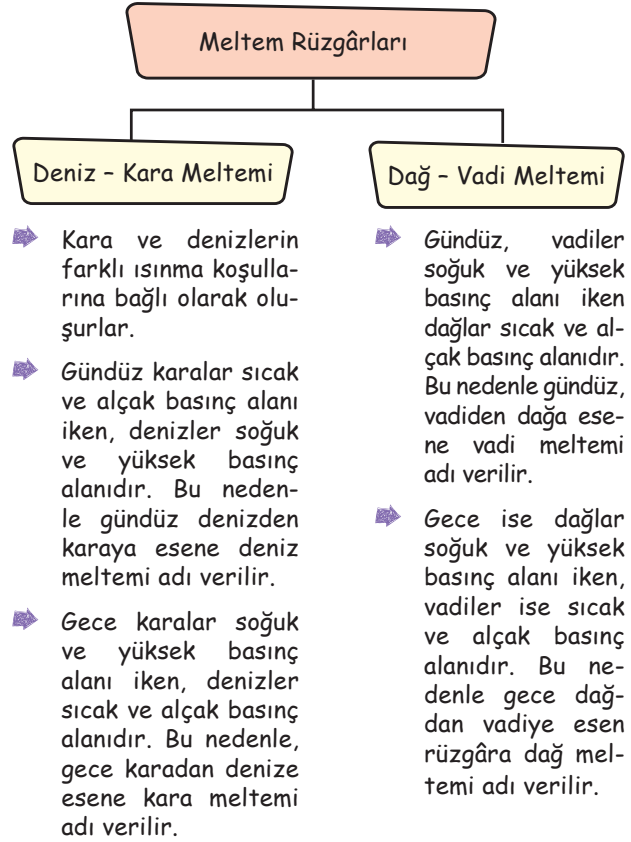 Meltem Rüzgârları
Deniz – Kara Meltemi
Kara ve denizlerin
farklı ısınma koşulla-
rına bağlı olarak olu-
şurlar.
Gündüz karalar sıcak
ve alçak basınç alanı
iken, denizler soğuk
ve yüksek basınç
alanıdır. Bu neden-
le gündüz denizden
karaya esene deniz
meltemi adı verilir.
Gece karalar soğuk
ve yüksek basınç
alanı iken, denizler
sıcak ve alçak basınç
alanıdır. Bu nedenle,
gece karadan denize
esene kara meltemi
adı verilir.
Dağ – Vadi Meltemi
Gündüz, vadiler
soğuk ve yüksek
basınç alanı iken
dağlar sıcak ve al-
çak basınç alanıdır.
Bu nedenle gündüz,
vadiden dağa ese-
ne vadi meltemi
adı verilir.
Gece ise dağlar
soğuk ve yüksek
basınç alanı iken,
vadiler ise sıcak
ve alçak basınç
alanıdır. Bu ne-
denle gece dağ-
dan vadiye esen
rüzgâra dağ mel-
temi adı verilir.